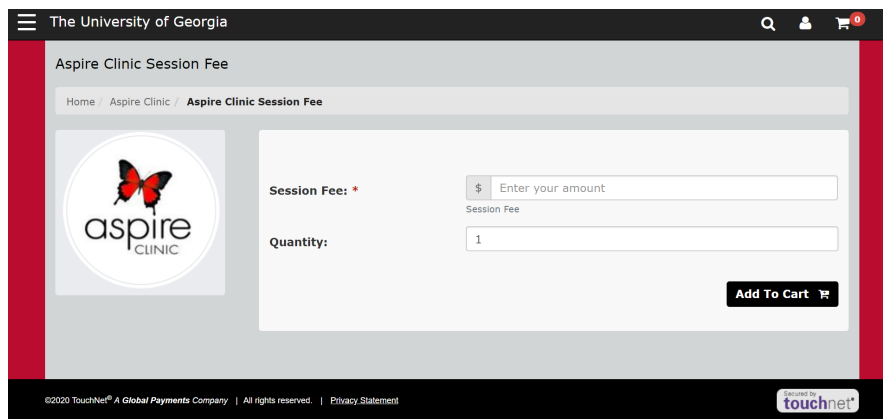 The University of Georgia
0
Aspire Clinic Session Fee
Home / Aspire Clinic / Aspire Clinic Session Fee
aspire
CLINIC
Session Fee: *
$ Enter your amount
Session Fee
Quantity:
1
Add To Cart
©2020 TouchNet® A Global Payments Company | All rights reserved. | Privacy Statement
Secured by
touchnet®